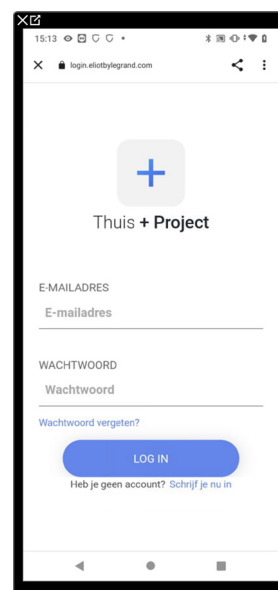 15:13
login.eliotbylegrand.com
Thuis + Project
E-MAILADRES
E-mailadres
WACHTWOORD
Wachtwoord
Wachtwoord vergeten?
LOG IN
Heb je geen account? Schrijf je nu in